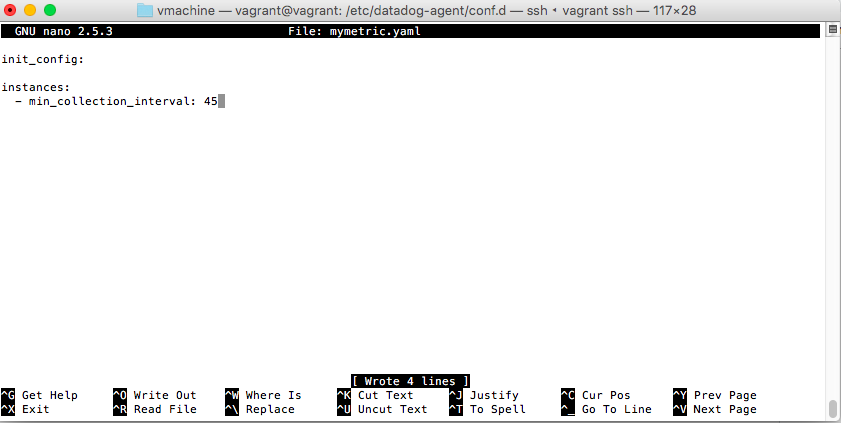 vmachine — vagrant@vagrant: /etc/datadog-agent/conf.d — ssh ◂ vagrant ssh — 117×28
GNU nano 2.5.3 File: mymetric.yaml
init_config:
instances:
  - min_collection_interval: 45
[ Wrote 4 lines ]
^G Get Help ^O Write Out ^W Where Is ^K Cut Text ^J Justify ^C Cur Pos ^Y Prev Page
^X Exit ^R Read File ^\ Replace ^U Uncut Text ^T To Spell ^_ Go To Line ^V Next Page